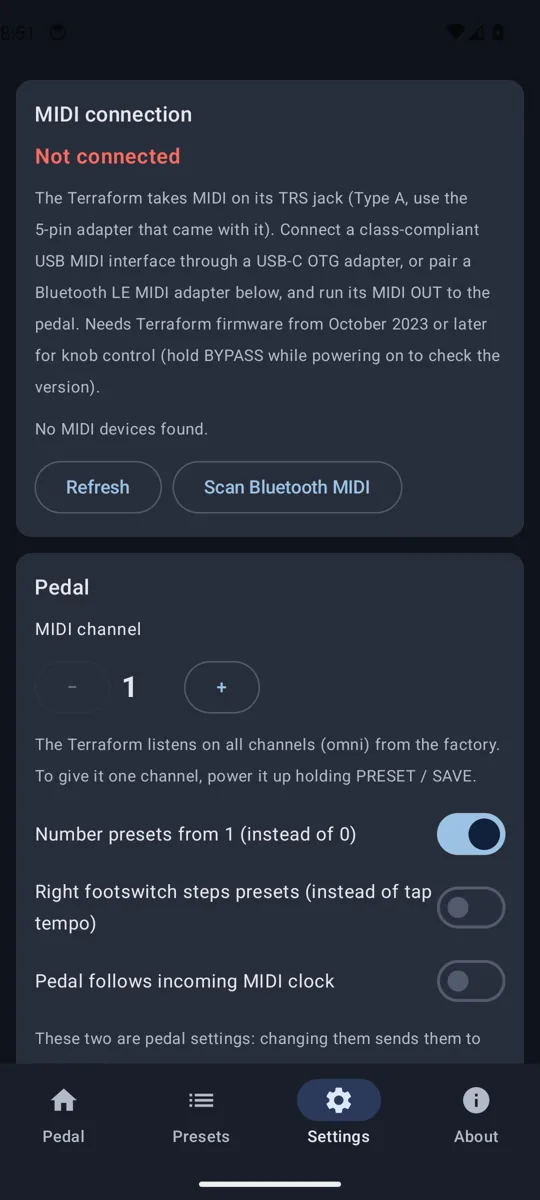 8:51
MIDI connection
Not connected
The Terraform takes MIDI on its TRS jack (Type A, use the
5-pin adapter that came with it). Connect a class-compliant
USB MIDI interface through a USB-C OTG adapter, or pair a
Bluetooth LE MIDI adapter below, and run its MIDI OUT to the
pedal. Needs Terraform firmware from October 2023 or later
for knob control (hold BYPASS while powering on to check the
version).
No MIDI devices found.
Refresh Scan Bluetooth MIDI
Pedal
MIDI channel
− 1 +
The Terraform listens on all channels (omni) from the factory.
To give it one channel, power it up holding PRESET / SAVE.
Number presets from 1 (instead of 0)
Right footswitch steps presets (instead of tap
tempo)
Pedal follows incoming MIDI clock
These two are pedal settings: changing them sends them to
Pedal Presets Settings About